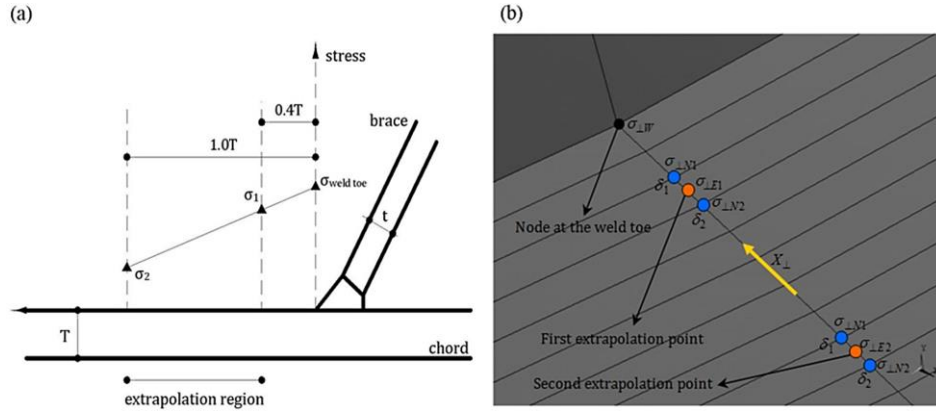 (a)
stress
0.4T
brace
1.0T
σweld toe
σ1
t
σ2
T
chord
extrapolation region
(b)
σ⊥W
σ⊥N1
δ1
σ⊥E1
σ⊥N2
δ2
Node at the weld toe
X⊥
First extrapolation point
σ⊥N1
δ1
σ⊥E2
σ⊥N2
δ2
Second extrapolation point
Y